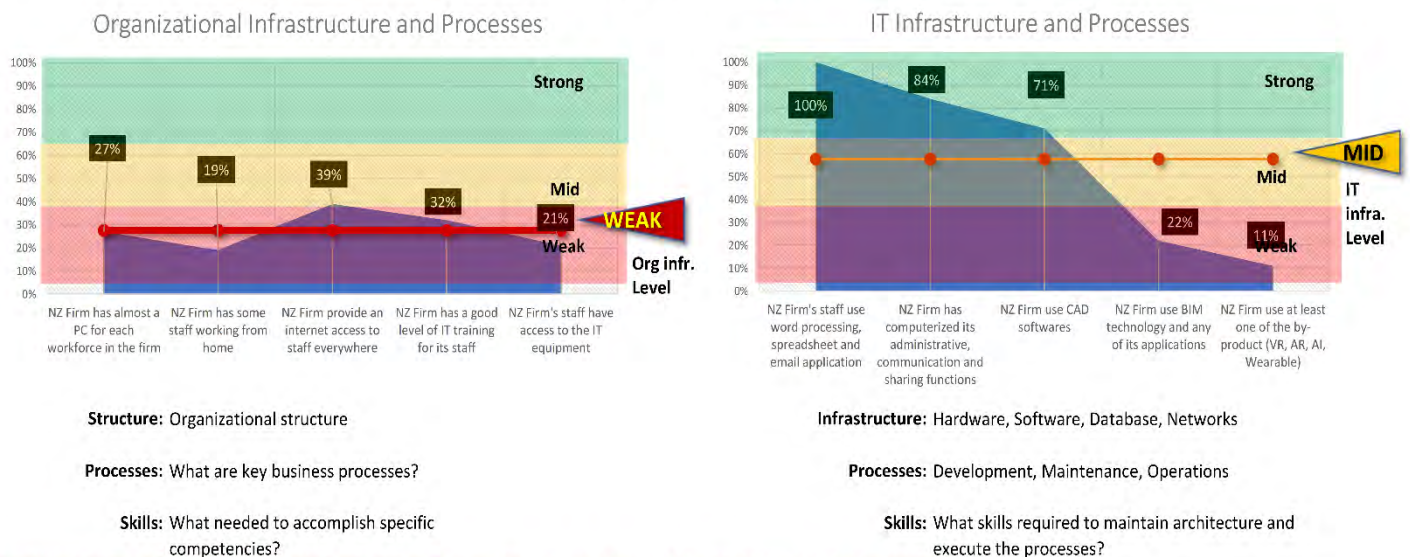 Organizational Infrastructure and Processes
100%
90%
80%
70%
60%
50%
40%
30%
20%
10%
0%
Strong
Mid
Weak
27%
19%
39%
32%
21%
WEAK
Org infr.
Level
NZ Firm has almost a
PC for each
workforce in the firm
NZ Firm has some
staff working from
home
NZ Firm provide an
internet access to
staff everywhere
NZ Firm has a good
level of IT training
for its staff
NZ Firm's staff have
access to the IT
equipment
Structure: Organizational structure
Processes: What are key business processes?
Skills: What needed to accomplish specific
competencies?
IT Infrastructure and Processes
100%
90%
80%
70%
60%
50%
40%
30%
20%
10%
0%
Strong
Mid
Weak
100%
84%
71%
22%
11%
MID
IT
infra.
Level
NZ Firm's staff use
word processing,
spreadsheet and
email application
NZ Firm has
computerized its
administrative,
communication and
sharing functions
NZ Firm use CAD
softwares
NZ Firm use BIM
technology and any
of its applications
NZ Firm use at least
one of the by-
product (VR, AR, AI,
Wearable)
Infrastructure: Hardware, Software, Database, Networks
Processes: Development, Maintenance, Operations
Skills: What skills required to maintain architecture and
execute the processes?